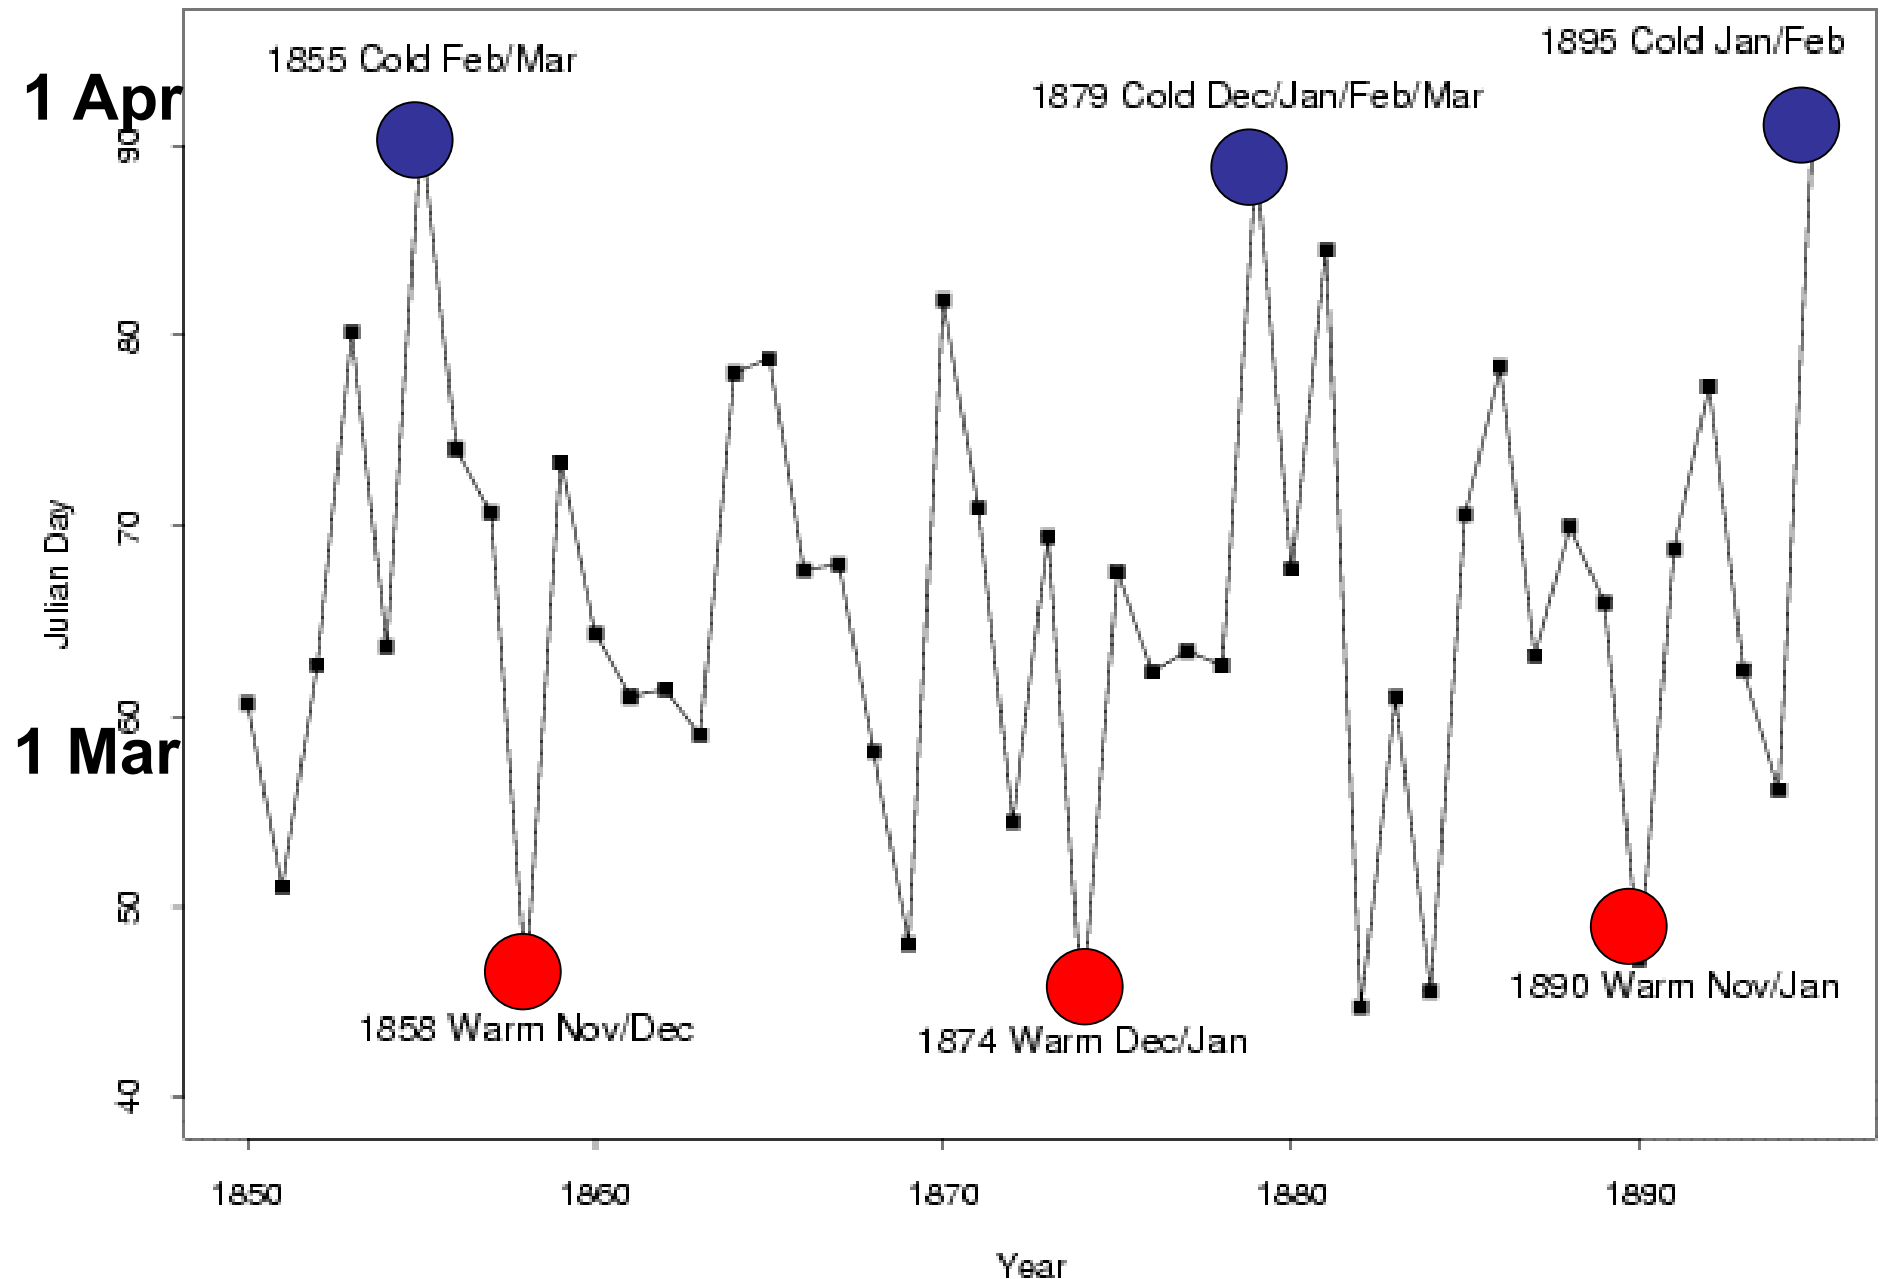 1855 Cold Feb/Mar
1895 Cold Jan/Feb
1879 Cold Dec/Jan/Feb/Mar
1 Apr
90
80
70
Julian Day
60
1 Mar
50
40
1858 Warm Nov/Dec
1874 Warm Dec/Jan
1890 Warm Nov/Jan
1850 1860 1870 1880 1890
Year